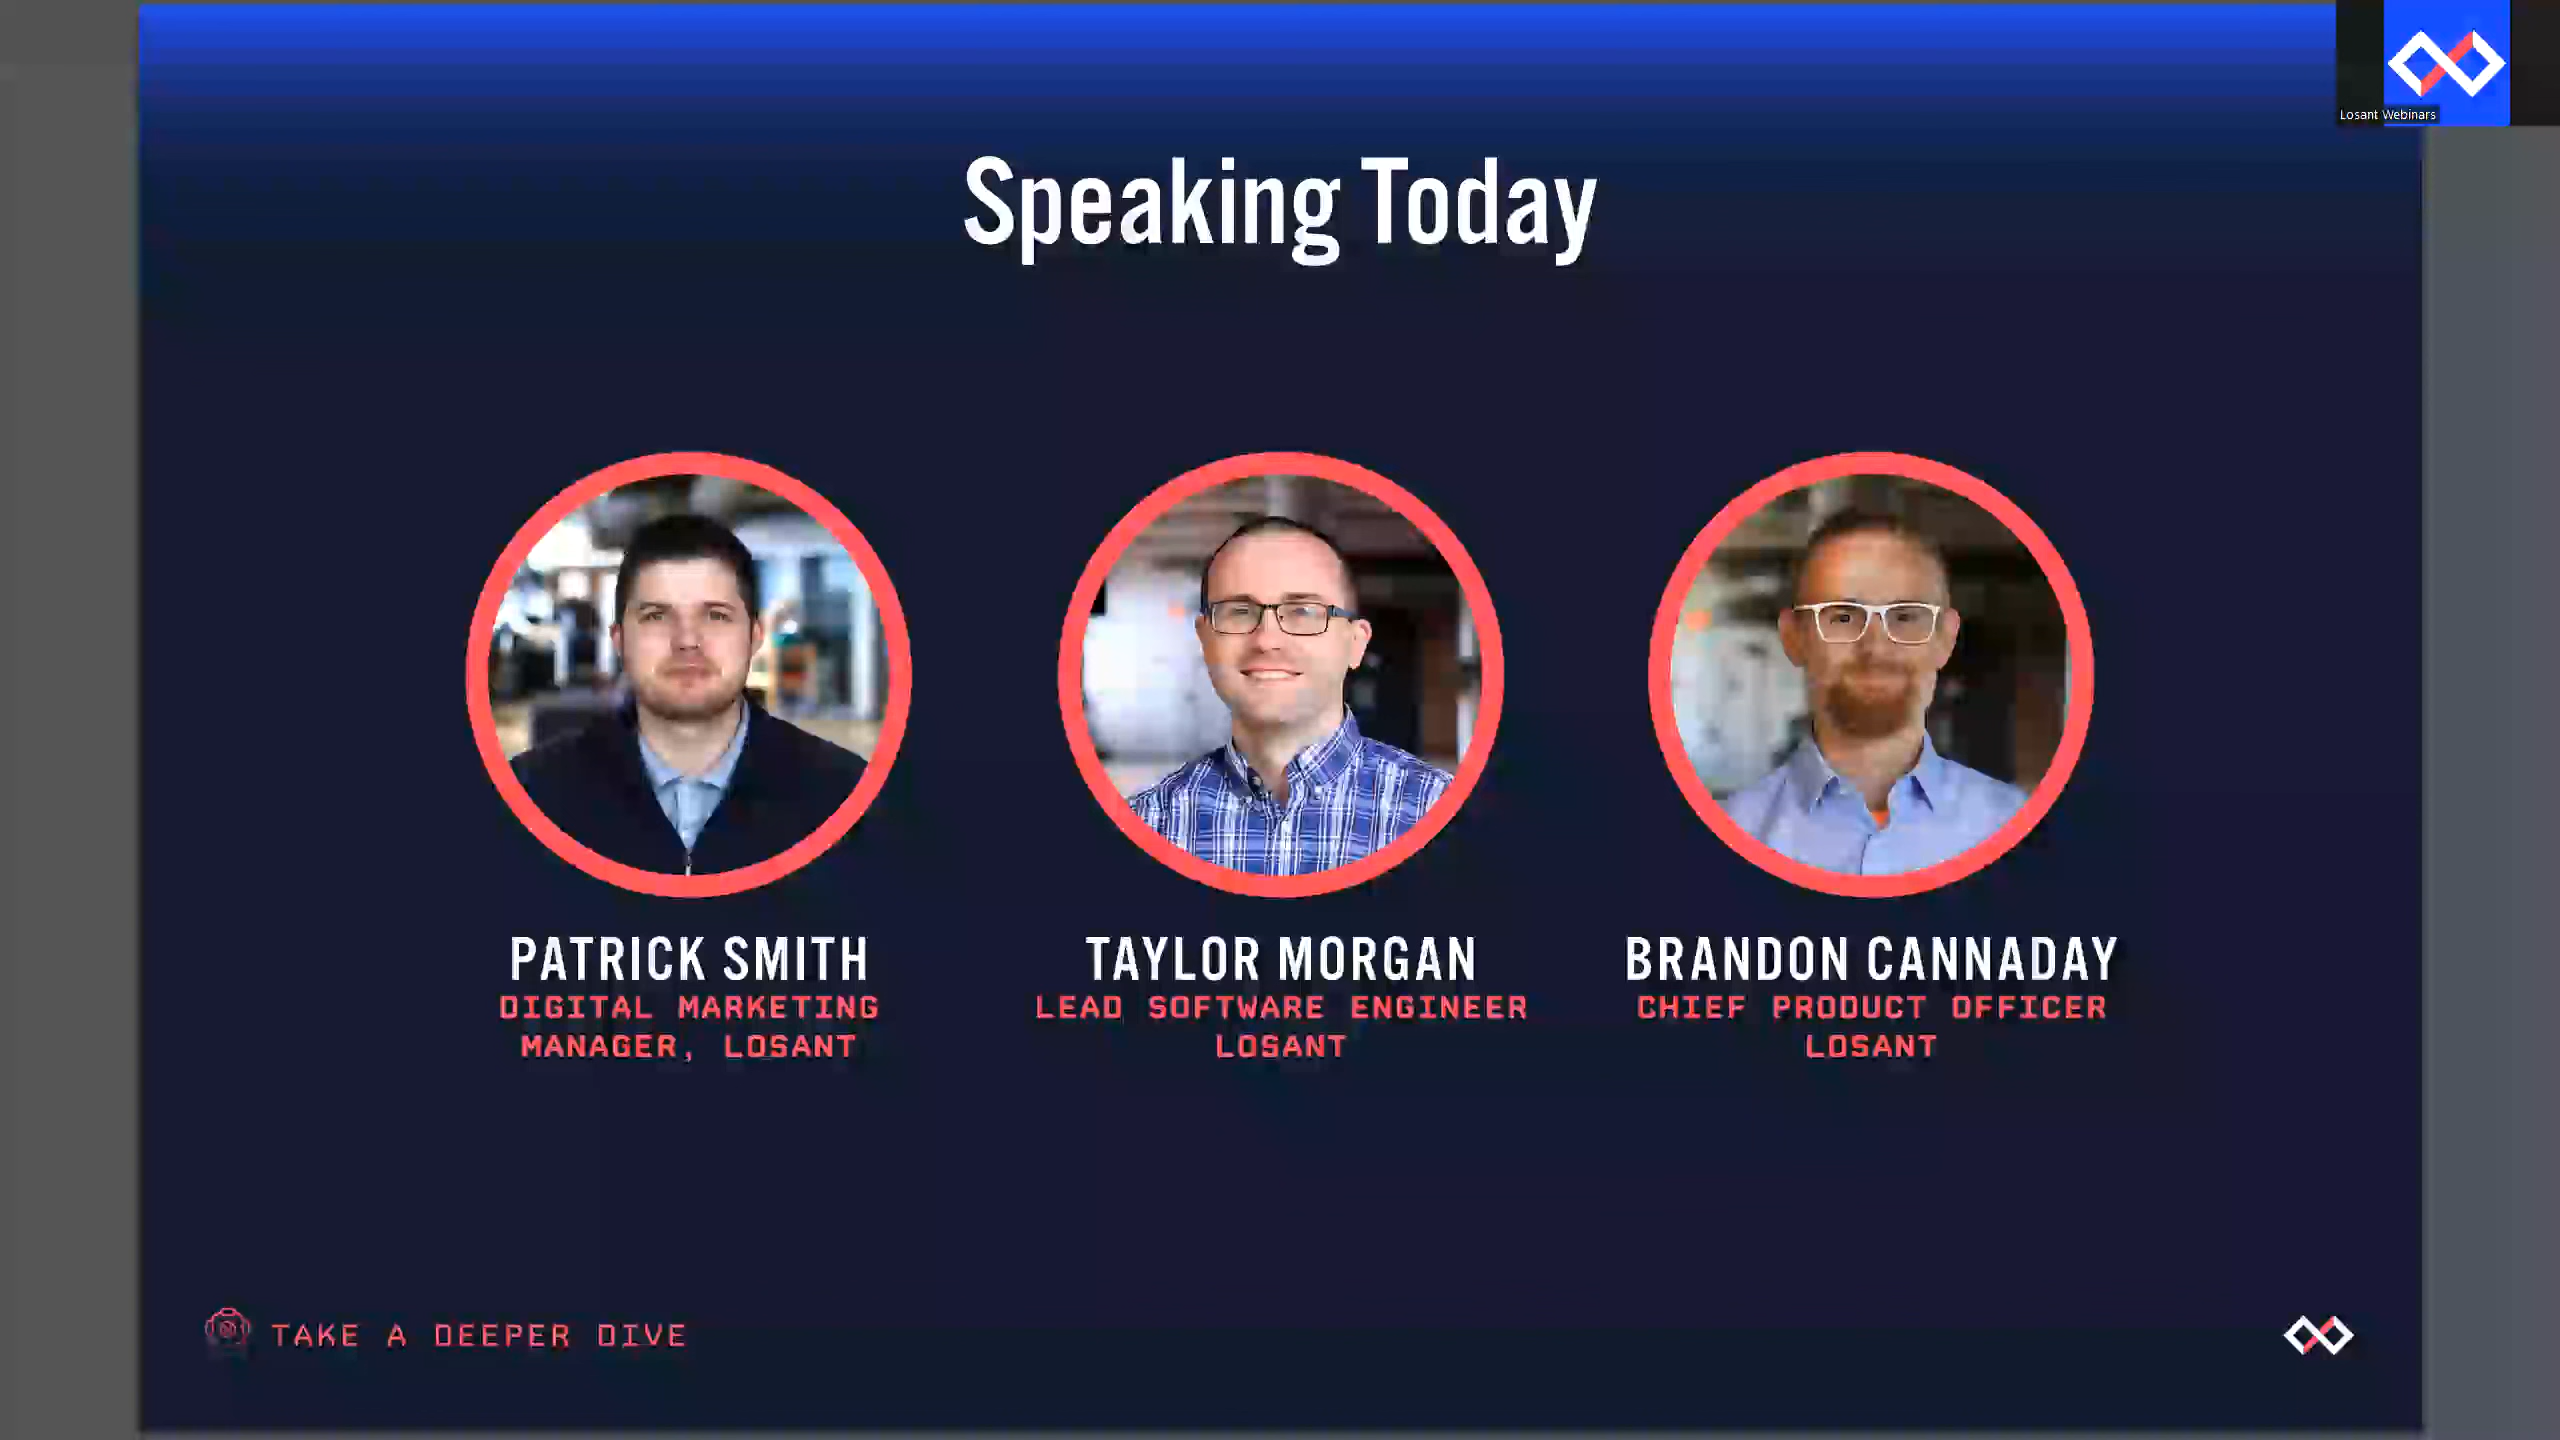 Losant Webinars
Speaking Today
PATRICK SMITH
DIGITAL MARKETING
MANAGER, LOSANT
TAYLOR MORGAN
LEAD SOFTWARE ENGINEER
LOSANT
BRANDON CANNADAY
CHIEF PRODUCT OFFICER
LOSANT
TAKE A DEEPER DIVE